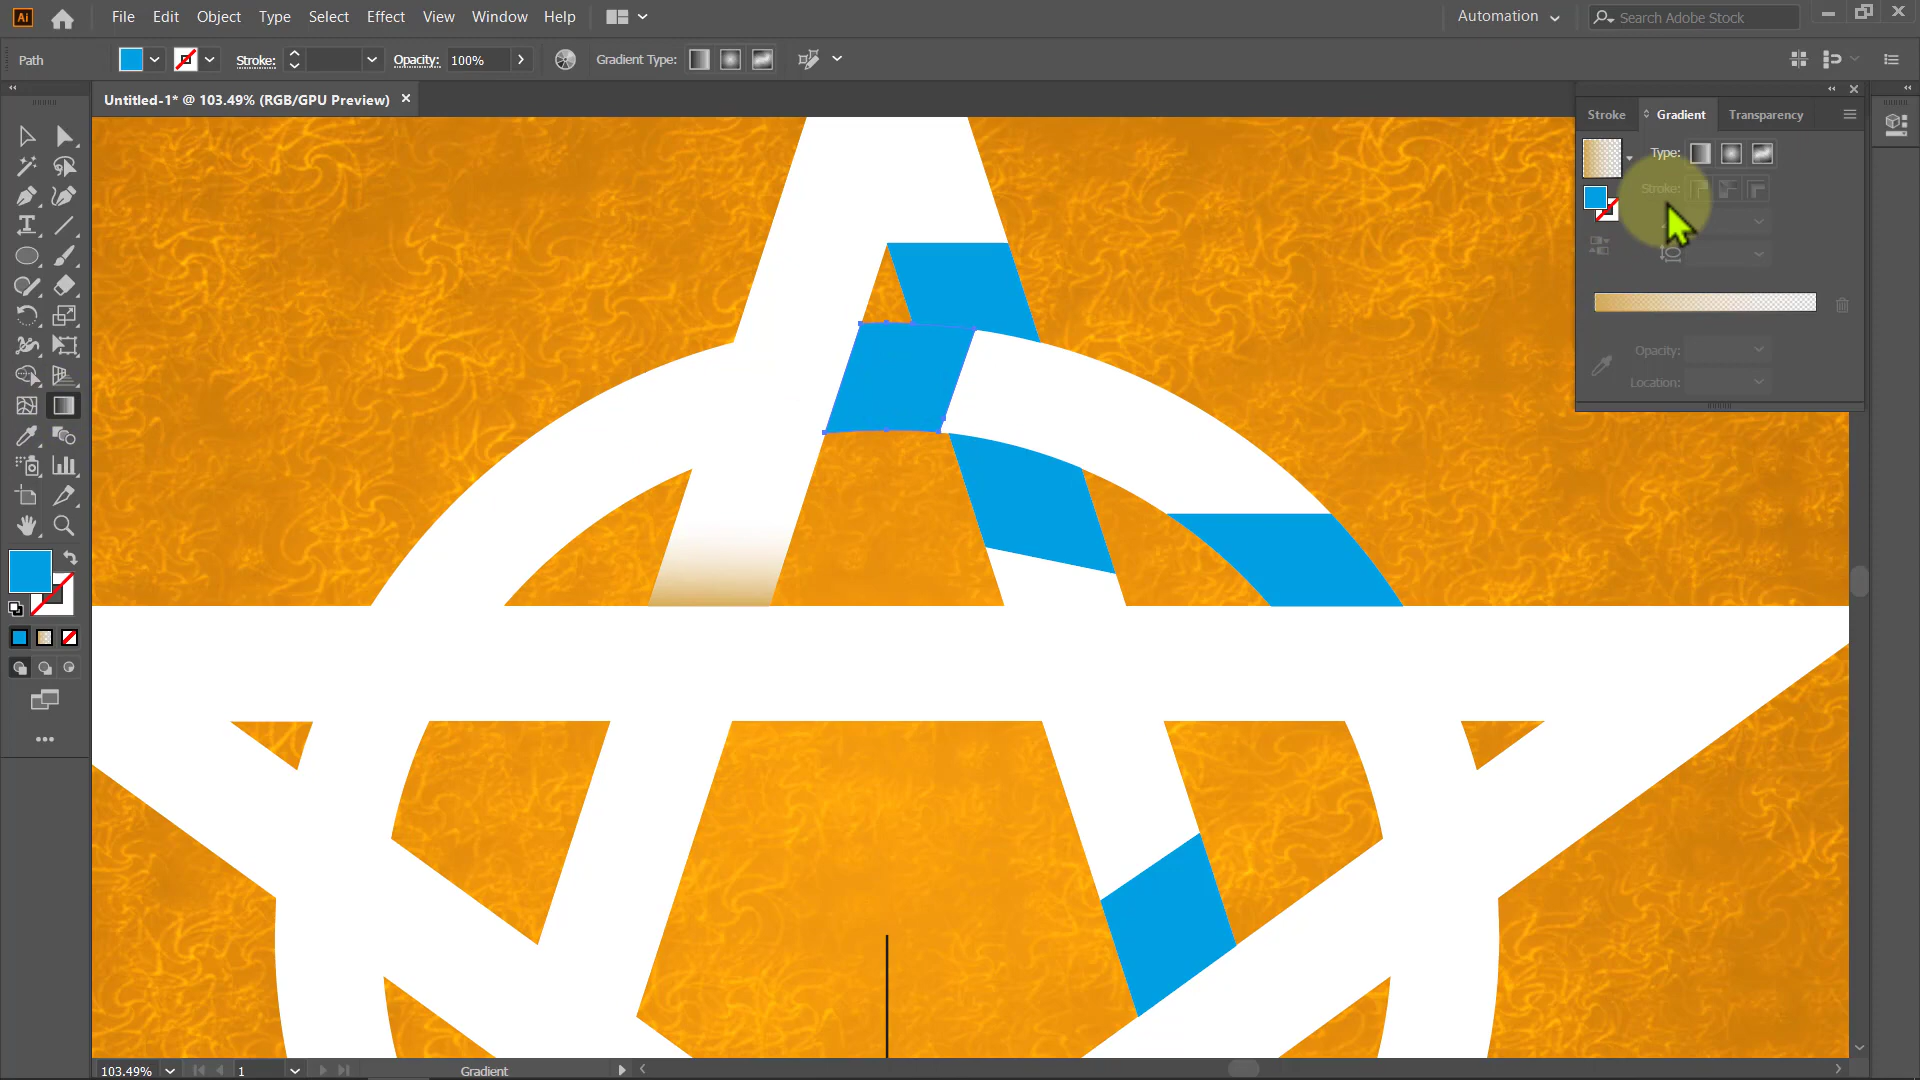 Ai File Edit Object Type Select Effect View Window Help Automation Search Adobe Stock
Path Stroke: Opacity: 100% Gradient Type:
Untitled-1* @ 103.49% (RGB/GPU Preview)
Stroke Gradient Transparency
Type:
Stroke:
Opacity:
Location:
103.49% 1 Gradient